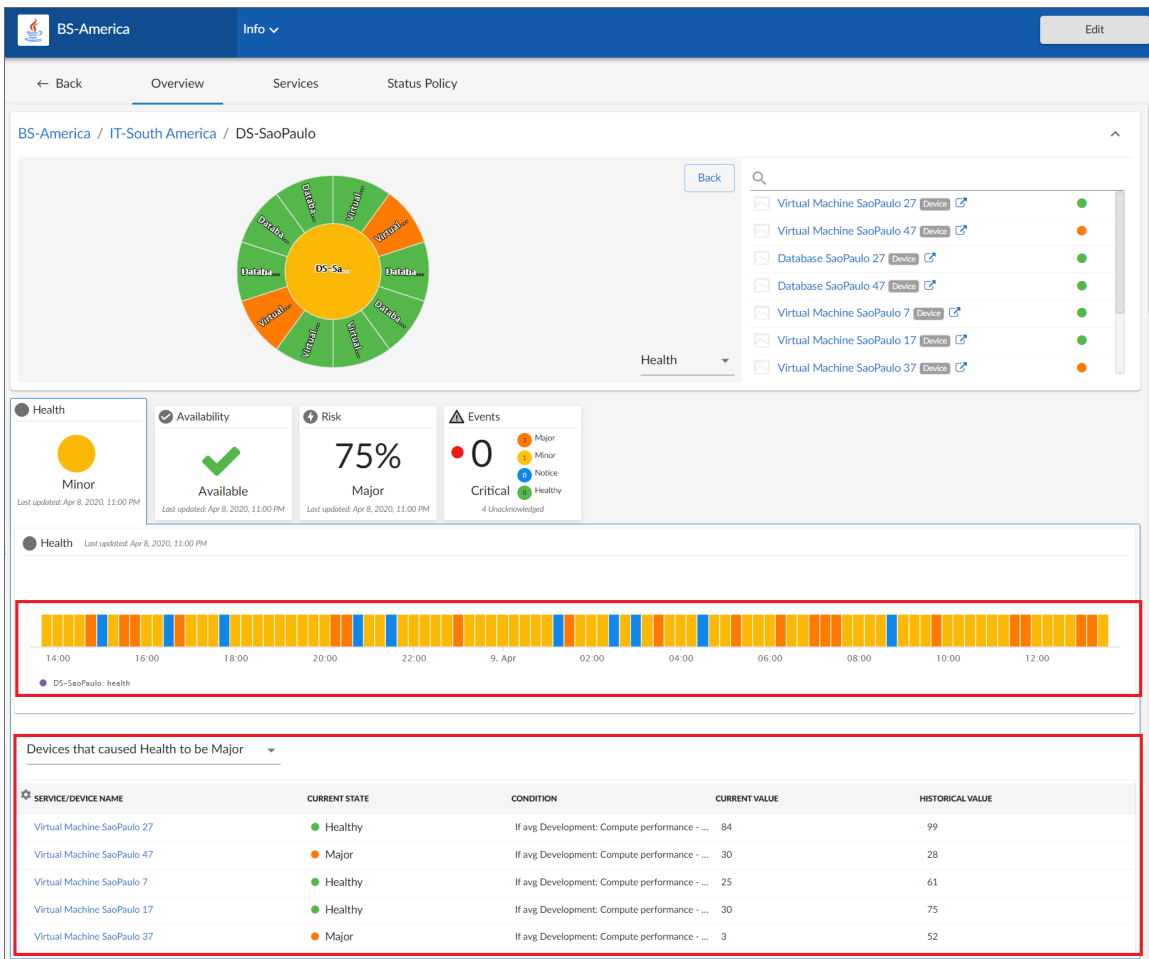 BS-America Info Edit
← Back Overview Services Status Policy
BS-America / IT-South America / DS-SaoPaulo
Back
Databa...
Virtual...
Databa...
Virtual...
Databa...
DS-Sa...
Databa...
Virtual...
Databa...
Virtual...
Virtual...
Health
Virtual Machine SaoPaulo 27 Device
Virtual Machine SaoPaulo 47 Device
Database SaoPaulo 27 Device
Database SaoPaulo 47 Device
Virtual Machine SaoPaulo 7 Device
Virtual Machine SaoPaulo 17 Device
Virtual Machine SaoPaulo 37 Device
Health
Minor
Last updated: Apr 8, 2020, 11:00 PM
Availability
Available
Last updated: Apr 8, 2020, 11:00 PM
Risk
75%
Major
Last updated: Apr 8, 2020, 11:00 PM
Events
0
Critical
3 Major
1 Minor
0 Notice
0 Healthy
4 Unacknowledged
Health Last updated: Apr 8, 2020, 11:00 PM
14:00 16:00 18:00 20:00 22:00 9. Apr 02:00 04:00 06:00 08:00 10:00 12:00
DS-SaoPaulo: health
Devices that caused Health to be Major
SERVICE/DEVICE NAME CURRENT STATE CONDITION CURRENT VALUE HISTORICAL VALUE
Virtual Machine SaoPaulo 27 Healthy If avg Development: Compute performance - ... 84 99
Virtual Machine SaoPaulo 47 Major If avg Development: Compute performance - ... 30 28
Virtual Machine SaoPaulo 7 Healthy If avg Development: Compute performance - ... 25 61
Virtual Machine SaoPaulo 17 Healthy If avg Development: Compute performance - ... 30 75
Virtual Machine SaoPaulo 37 Major If avg Development: Compute performance - ... 3 52